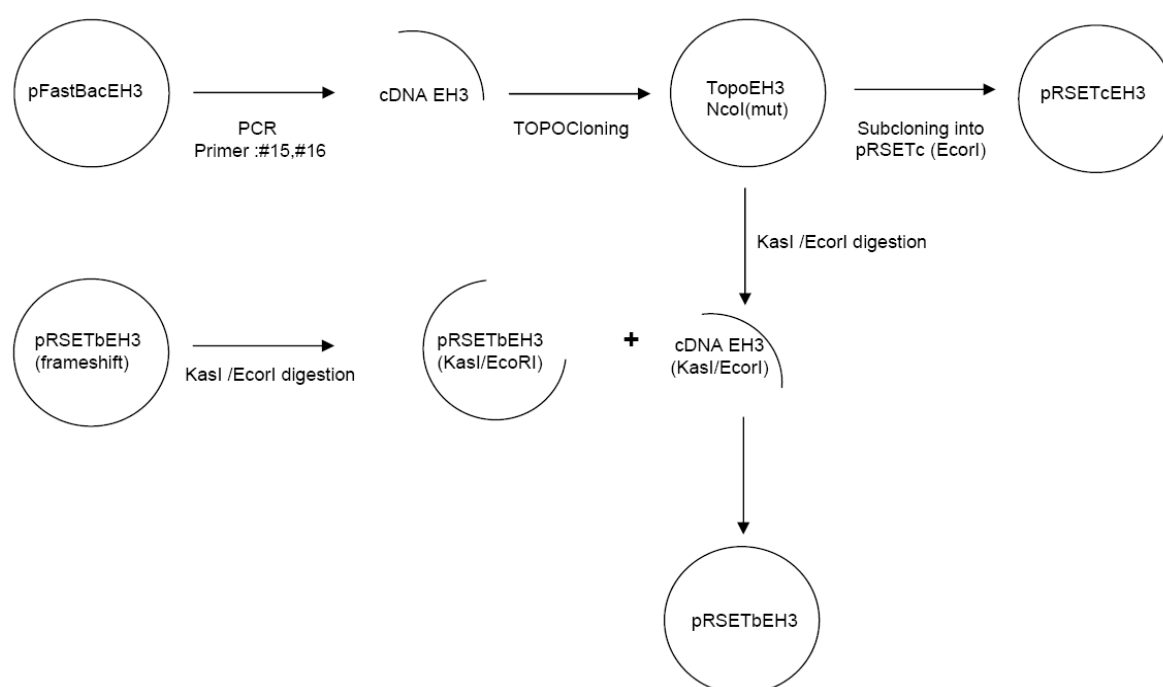 pFastBacEH3
PCR
Primer :#15,#16
cDNA EH3
TOPOCloning
TopoEH3
NcoI(mut)
Subcloning into
pRSETc (EcorI)
pRSETcEH3
KasI /EcorI digestion
pRSETbEH3
(frameshift)
KasI /EcorI digestion
pRSETbEH3
(KasI/EcoRI)
+
cDNA EH3
(KasI/EcorI)
pRSETbEH3